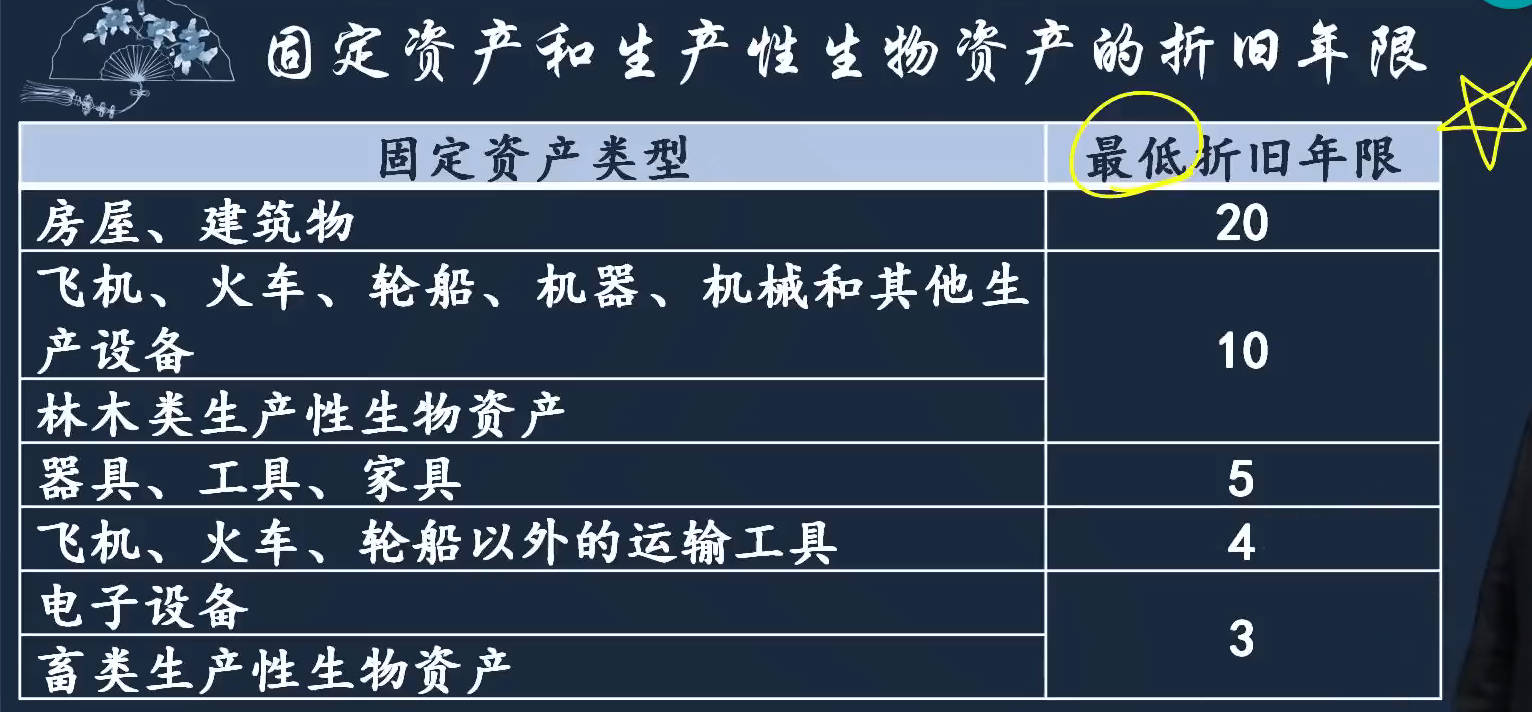 固定资产和生产性生物资产的折旧年限
固定资产类型
最低折旧年限
房屋、建筑物
20
飞机、火车、轮船、机器、机械和其他生
产设备
10
林木类生产性生物资产
器具、工具、家具
5
飞机、火车、轮船以外的运输工具
4
电子设备
3
畜类生产性生物资产